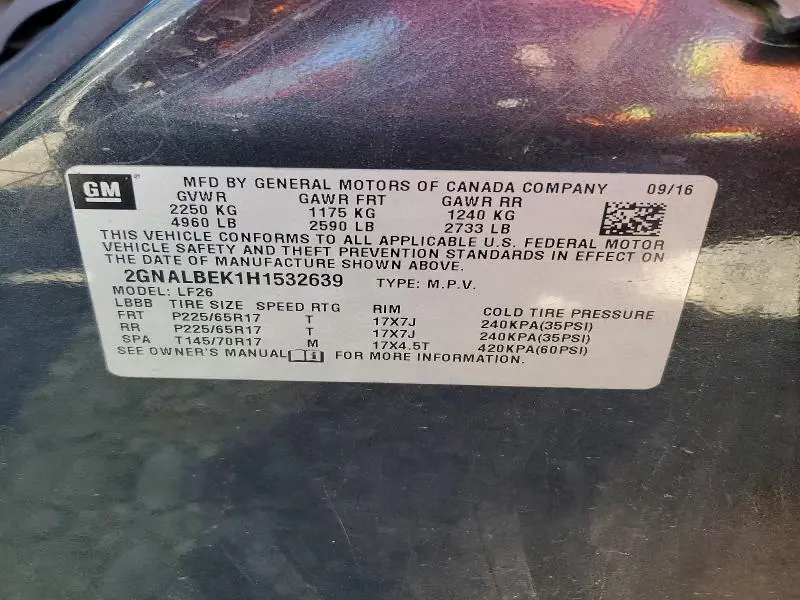 GM MFD BY GENERAL MOTORS OF CANADA COMPANY 09/16
GVWR GAWR FRT GAWR RR
2250 KG 1175 KG 1240 KG
4960 LB 2590 LB 2733 LB
THIS VEHICLE CONFORMS TO ALL APPLICABLE U.S. FEDERAL MOTOR
VEHICLE SAFETY AND THEFT PREVENTION STANDARDS IN EFFECT ON
THE DATE OF MANUFACTURE SHOWN ABOVE.
2GNALBEK1H1532639 TYPE: M.P.V.
MODEL: LF26
LBBB TIRE SIZE SPEED RTG RIM COLD TIRE PRESSURE
FRT P225/65R17 T 17X7J 240KPA(35PSI)
RR P225/65R17 T 17X7J 240KPA(35PSI)
SPA T145/70R17 M 17X4.5T 420KPA(60PSI)
SEE OWNER'S MANUAL FOR MORE INFORMATION.